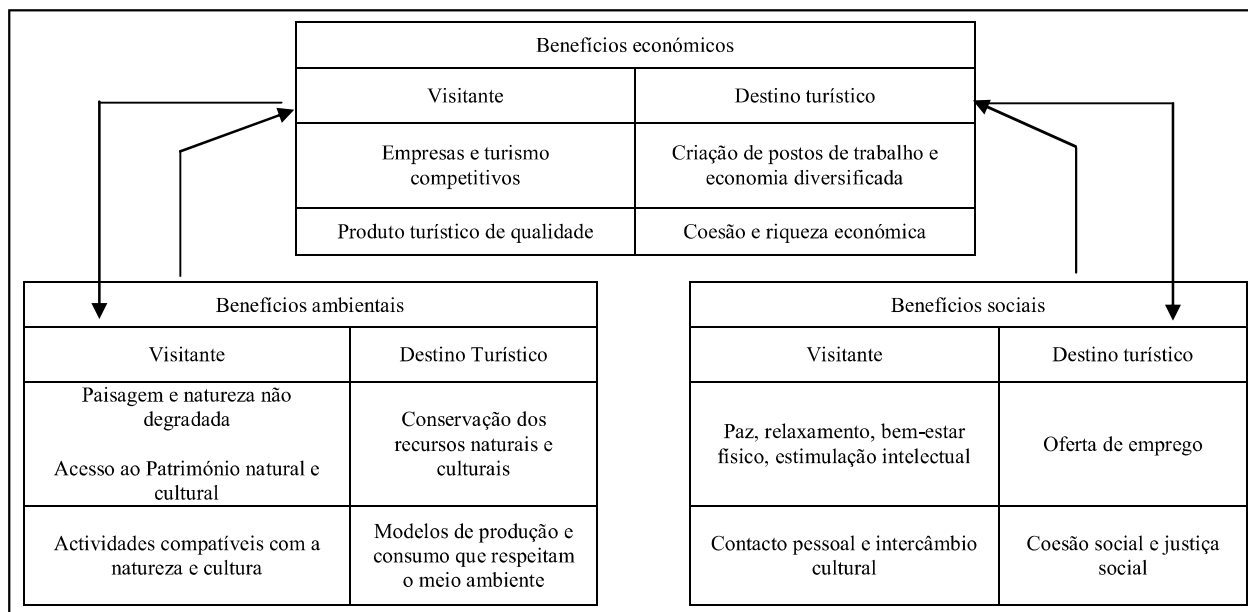 Benefícios económicos
Visitante
Destino turístico
Empresas e turismo
competitivos
Criação de postos de trabalho e
economia diversificada
Produto turístico de qualidade
Coesão e riqueza económica
Benefícios ambientais
Visitante
Destino Turístico
Paisagem e natureza não
degradada
Acesso ao Património natural e
cultural
Conservação dos
recursos naturais e
culturais
Actividades compatíveis com a
natureza e cultura
Modelos de produção e
consumo que respeitam
o meio ambiente
Benefícios sociais
Visitante
Destino turístico
Paz, relaxamento, bem-estar
físico, estimulação intelectual
Oferta de emprego
Contacto pessoal e intercâmbio
cultural
Coesão social e justiça
social